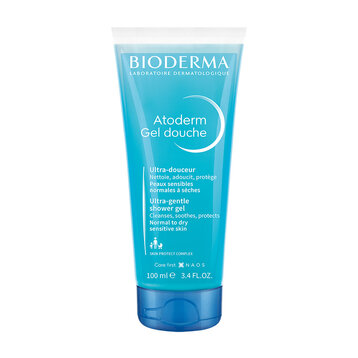 BIODERMA
LABORATOIRE DERMATOLOGIQUE
Atoderm
Gel douche
Ultra-douceur
Nettoie, adoucit, protège
Peaux sensibles
normales à sèches
Ultra-gentle
shower gel
Cleanses, soothes, protects
Normal to dry
sensitive skin
SKIN PROTECT COMPLEX
Care first. NAOS
100 ml ℮ 3.4 FL.OZ.